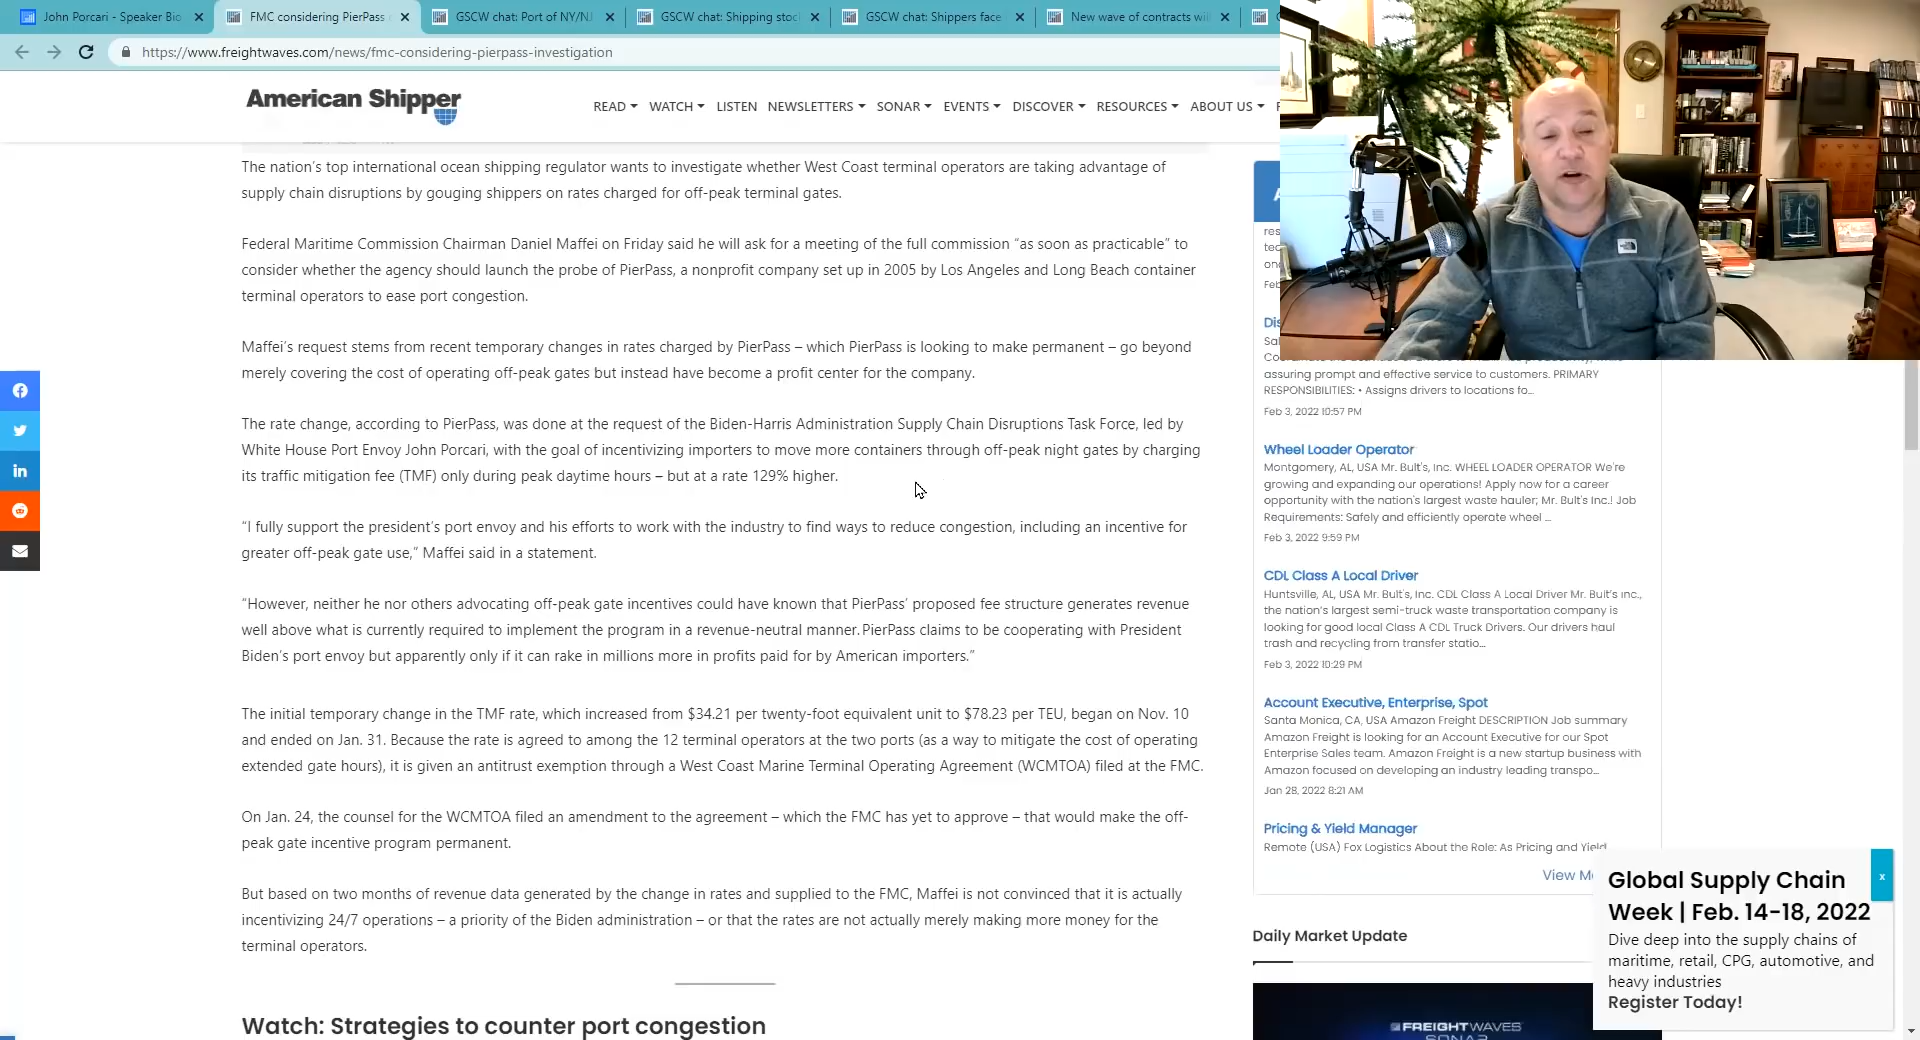 John Porcari - Speaker Bio
FMC considering PierPass
GSCW chat: Port of NY/NJ
GSCW chat: Shipping stoc
GSCW chat: Shippers face
New wave of contracts wil
https://www.freightwaves.com/news/fmc-considering-pierpass-investigation
American Shipper
READ WATCH LISTEN NEWSLETTERS SONAR EVENTS DISCOVER RESOURCES ABOUT US
The nation's top international ocean shipping regulator wants to investigate whether West Coast terminal operators are taking advantage of
supply chain disruptions by gouging shippers on rates charged for off-peak terminal gates.
Federal Maritime Commission Chairman Daniel Maffei on Friday said he will ask for a meeting of the full commission “as soon as practicable” to
consider whether the agency should launch the probe of PierPass, a nonprofit company set up in 2005 by Los Angeles and Long Beach container
terminal operators to ease port congestion.
Maffei's request stems from recent temporary changes in rates charged by PierPass – which PierPass is looking to make permanent – go beyond
merely covering the cost of operating off-peak gates but instead have become a profit center for the company.
The rate change, according to PierPass, was done at the request of the Biden-Harris Administration Supply Chain Disruptions Task Force, led by
White House Port Envoy John Porcari, with the goal of incentivizing importers to move more containers through off-peak night gates by charging
its traffic mitigation fee (TMF) only during peak daytime hours – but at a rate 129% higher.
“I fully support the president's port envoy and his efforts to work with the industry to find ways to reduce congestion, including an incentive for
greater off-peak gate use,” Maffei said in a statement.
“However, neither he nor others advocating off-peak gate incentives could have known that PierPass' proposed fee structure generates revenue
well above what is currently required to implement the program in a revenue-neutral manner. PierPass claims to be cooperating with President
Biden's port envoy but apparently only if it can rake in millions more in profits paid for by American importers.”
The initial temporary change in the TMF rate, which increased from $34.21 per twenty-foot equivalent unit to $78.23 per TEU, began on Nov. 10
and ended on Jan. 31. Because the rate is agreed to among the 12 terminal operators at the two ports (as a way to mitigate the cost of operating
extended gate hours), it is given an antitrust exemption through a West Coast Marine Terminal Operating Agreement (WCMTOA) filed at the FMC.
On Jan. 24, the counsel for the WCMTOA filed an amendment to the agreement – which the FMC has yet to approve – that would make the off-
peak gate incentive program permanent.
But based on two months of revenue data generated by the change in rates and supplied to the FMC, Maffei is not convinced that it is actually
incentivizing 24/7 operations – a priority of the Biden administration – or that the rates are not actually merely making more money for the
terminal operators.
Watch: Strategies to counter port congestion
assuring prompt and effective service to customers. PRIMARY
RESPONSIBILITIES: • Assigns drivers to locations fo...
Feb 3, 2022 10:57 PM
Wheel Loader Operator
Montgomery, AL, USA Mr. Bult's, Inc. WHEEL LOADER OPERATOR We're
growing and expanding our operations! Apply now for a career
opportunity with the nation's largest waste hauler; Mr. Bult's Inc.! Job
Requirements: Safely and efficiently operate wheel ...
Feb 3, 2022 9:59 PM
CDL Class A Local Driver
Huntsville, AL, USA Mr. Bult's, Inc. CDL Class A Local Driver Mr. Bult's Inc.,
the nation's largest semi-truck waste transportation company is
looking for good local Class A CDL Truck Drivers. Our drivers haul
trash and recycling from transfer statio...
Feb 3, 2022 10:29 PM
Account Executive, Enterprise, Spot
Santa Monica, CA, USA Amazon Freight DESCRIPTION Job summary
Amazon Freight is looking for an Account Executive for our Spot
Enterprise Sales team. Amazon Freight is a new startup business with
Amazon focused on developing an industry leading transpo...
Jan 28, 2022 8:21 AM
Pricing & Yield Manager
Remote (USA) Fox Logistics About the Role: As Pricing and Yield
View
Daily Market Update
FREIGHTWAVES
SONAR
Global Supply Chain
Week | Feb. 14-18, 2022
Dive deep into the supply chains of
maritime, retail, CPG, automotive, and
heavy industries
Register Today!
x